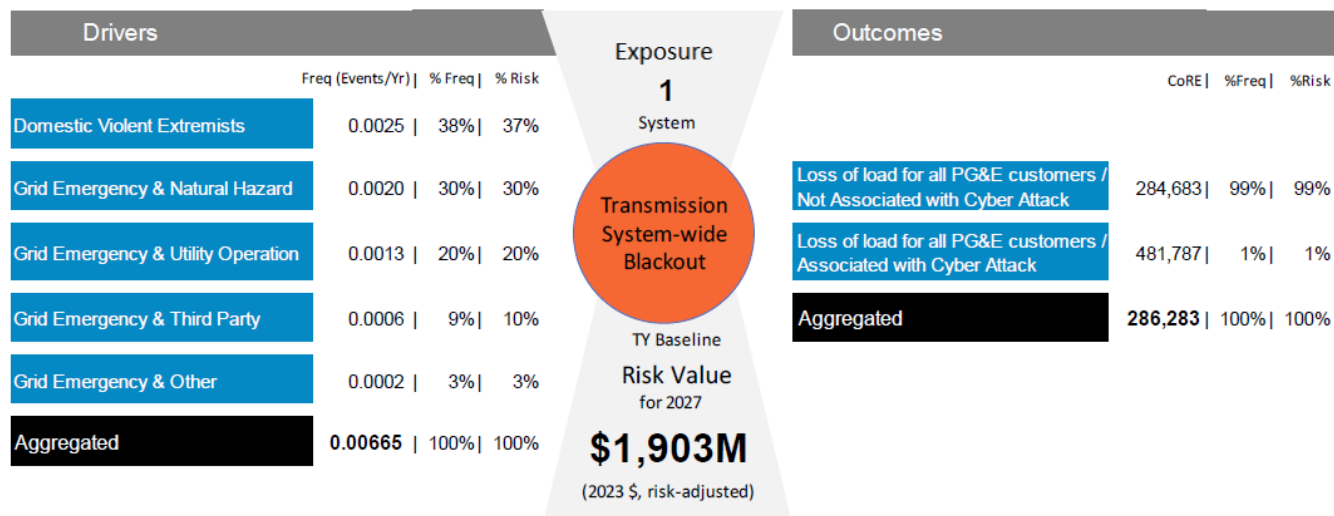 Drivers
Freq (Events/Yr) | % Freq | % Risk
Domestic Violent Extremists 0.0025 | 38% | 37%
Grid Emergency & Natural Hazard 0.0020 | 30% | 30%
Grid Emergency & Utility Operation 0.0013 | 20% | 20%
Grid Emergency & Third Party 0.0006 | 9% | 10%
Grid Emergency & Other 0.0002 | 3% | 3%
Aggregated 0.00665 | 100% | 100%
Exposure
1
System
Transmission
System-wide
Blackout
TY Baseline
Risk Value
for 2027
$1,903M
(2023 $, risk-adjusted)
Outcomes
CoRE | %Freq | %Risk
Loss of load for all PG&E customers /
Not Associated with Cyber Attack 284,683 | 99% | 99%
Loss of load for all PG&E customers /
Associated with Cyber Attack 481,787 | 1% | 1%
Aggregated 286,283 | 100% | 100%